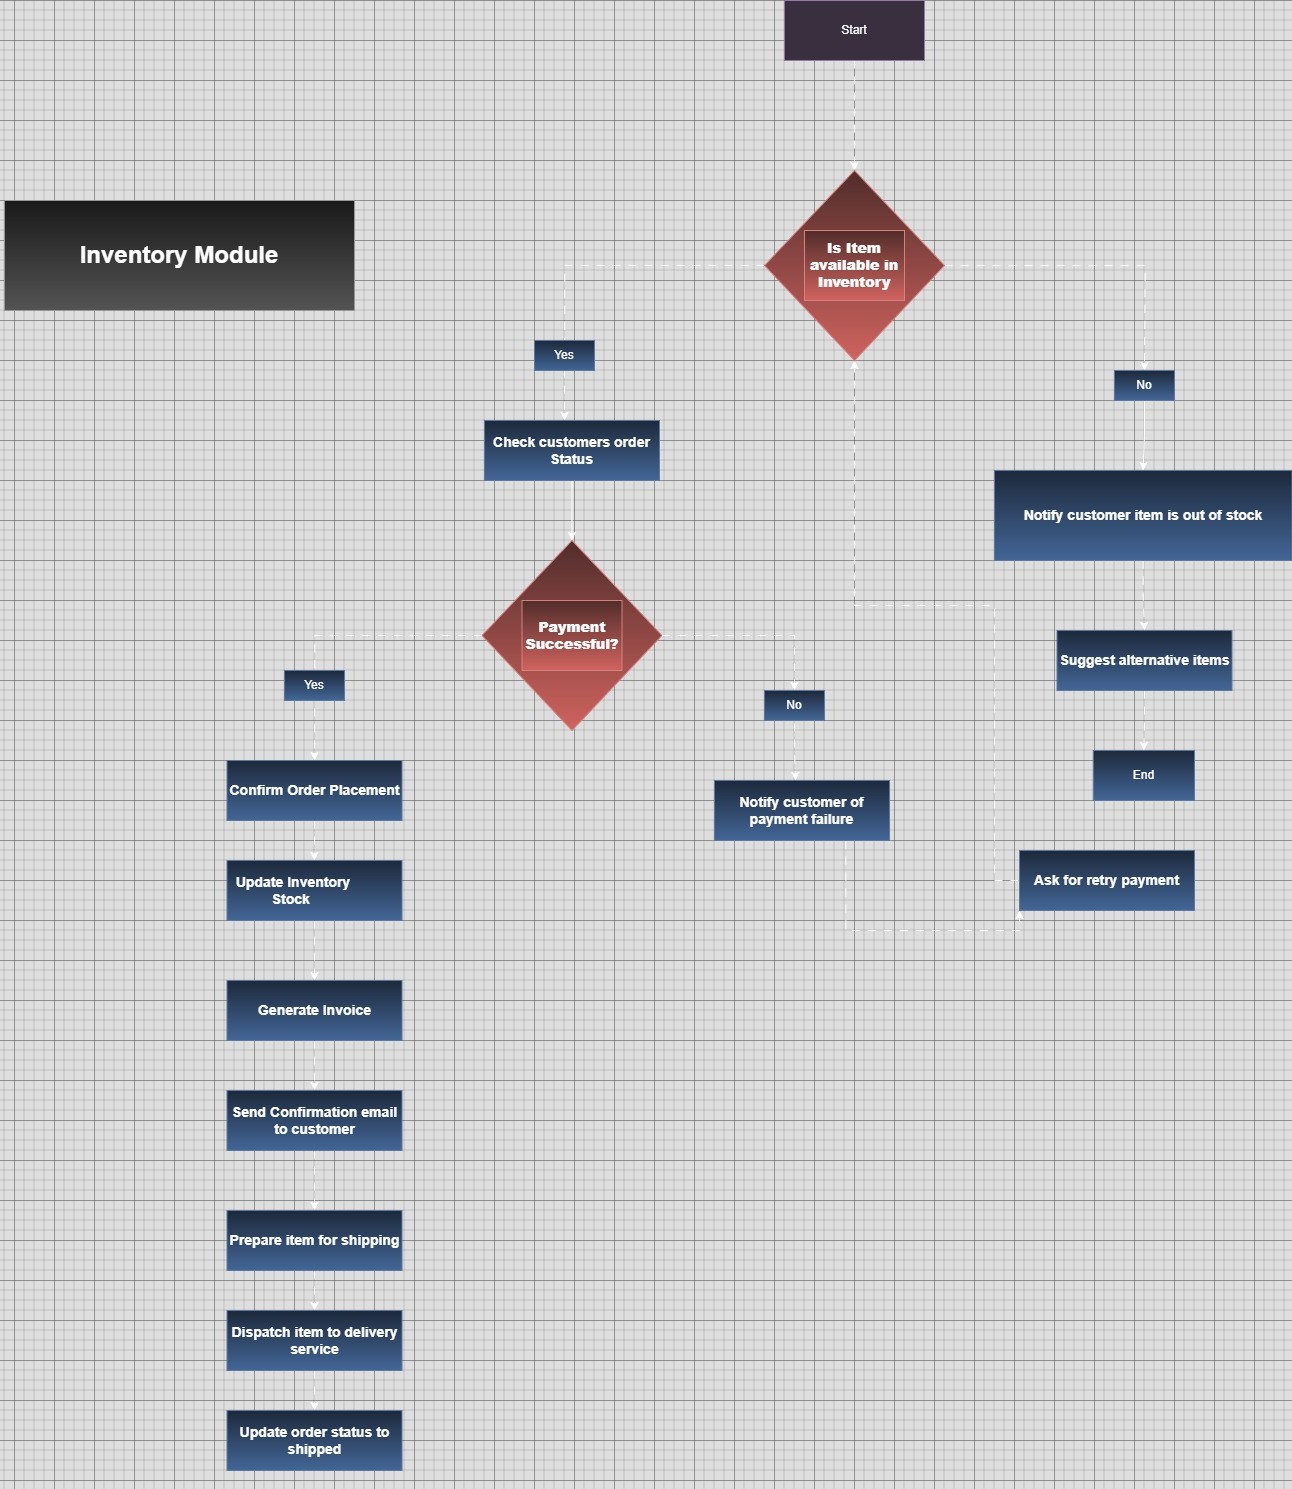 Start
Inventory Module
Is Item
available in
Inventory
Yes
No
Check customers order
Status
Notify customer item is out of stock
Payment
Successful?
Suggest alternative items
Yes
No
End
Confirm Order Placement
Notify customer of
payment failure
Update Inventory
Stock
Ask for retry payment
Generate Invoice
Send Confirmation email
to customer
Prepare item for shipping
Dispatch item to delivery
service
Update order status to
shipped